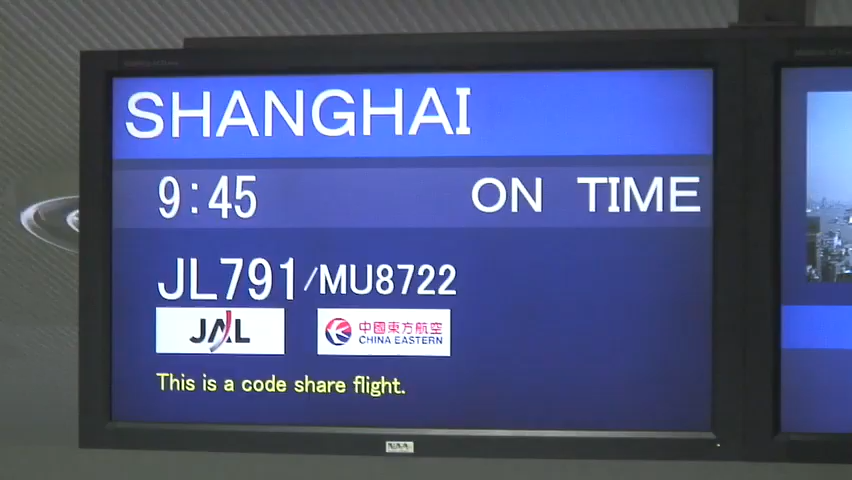 SHANGHAI
9:45 ON TIME
JL791/MU8722
JAL
中國東方航空
CHINA EASTERN
This is a code share flight.